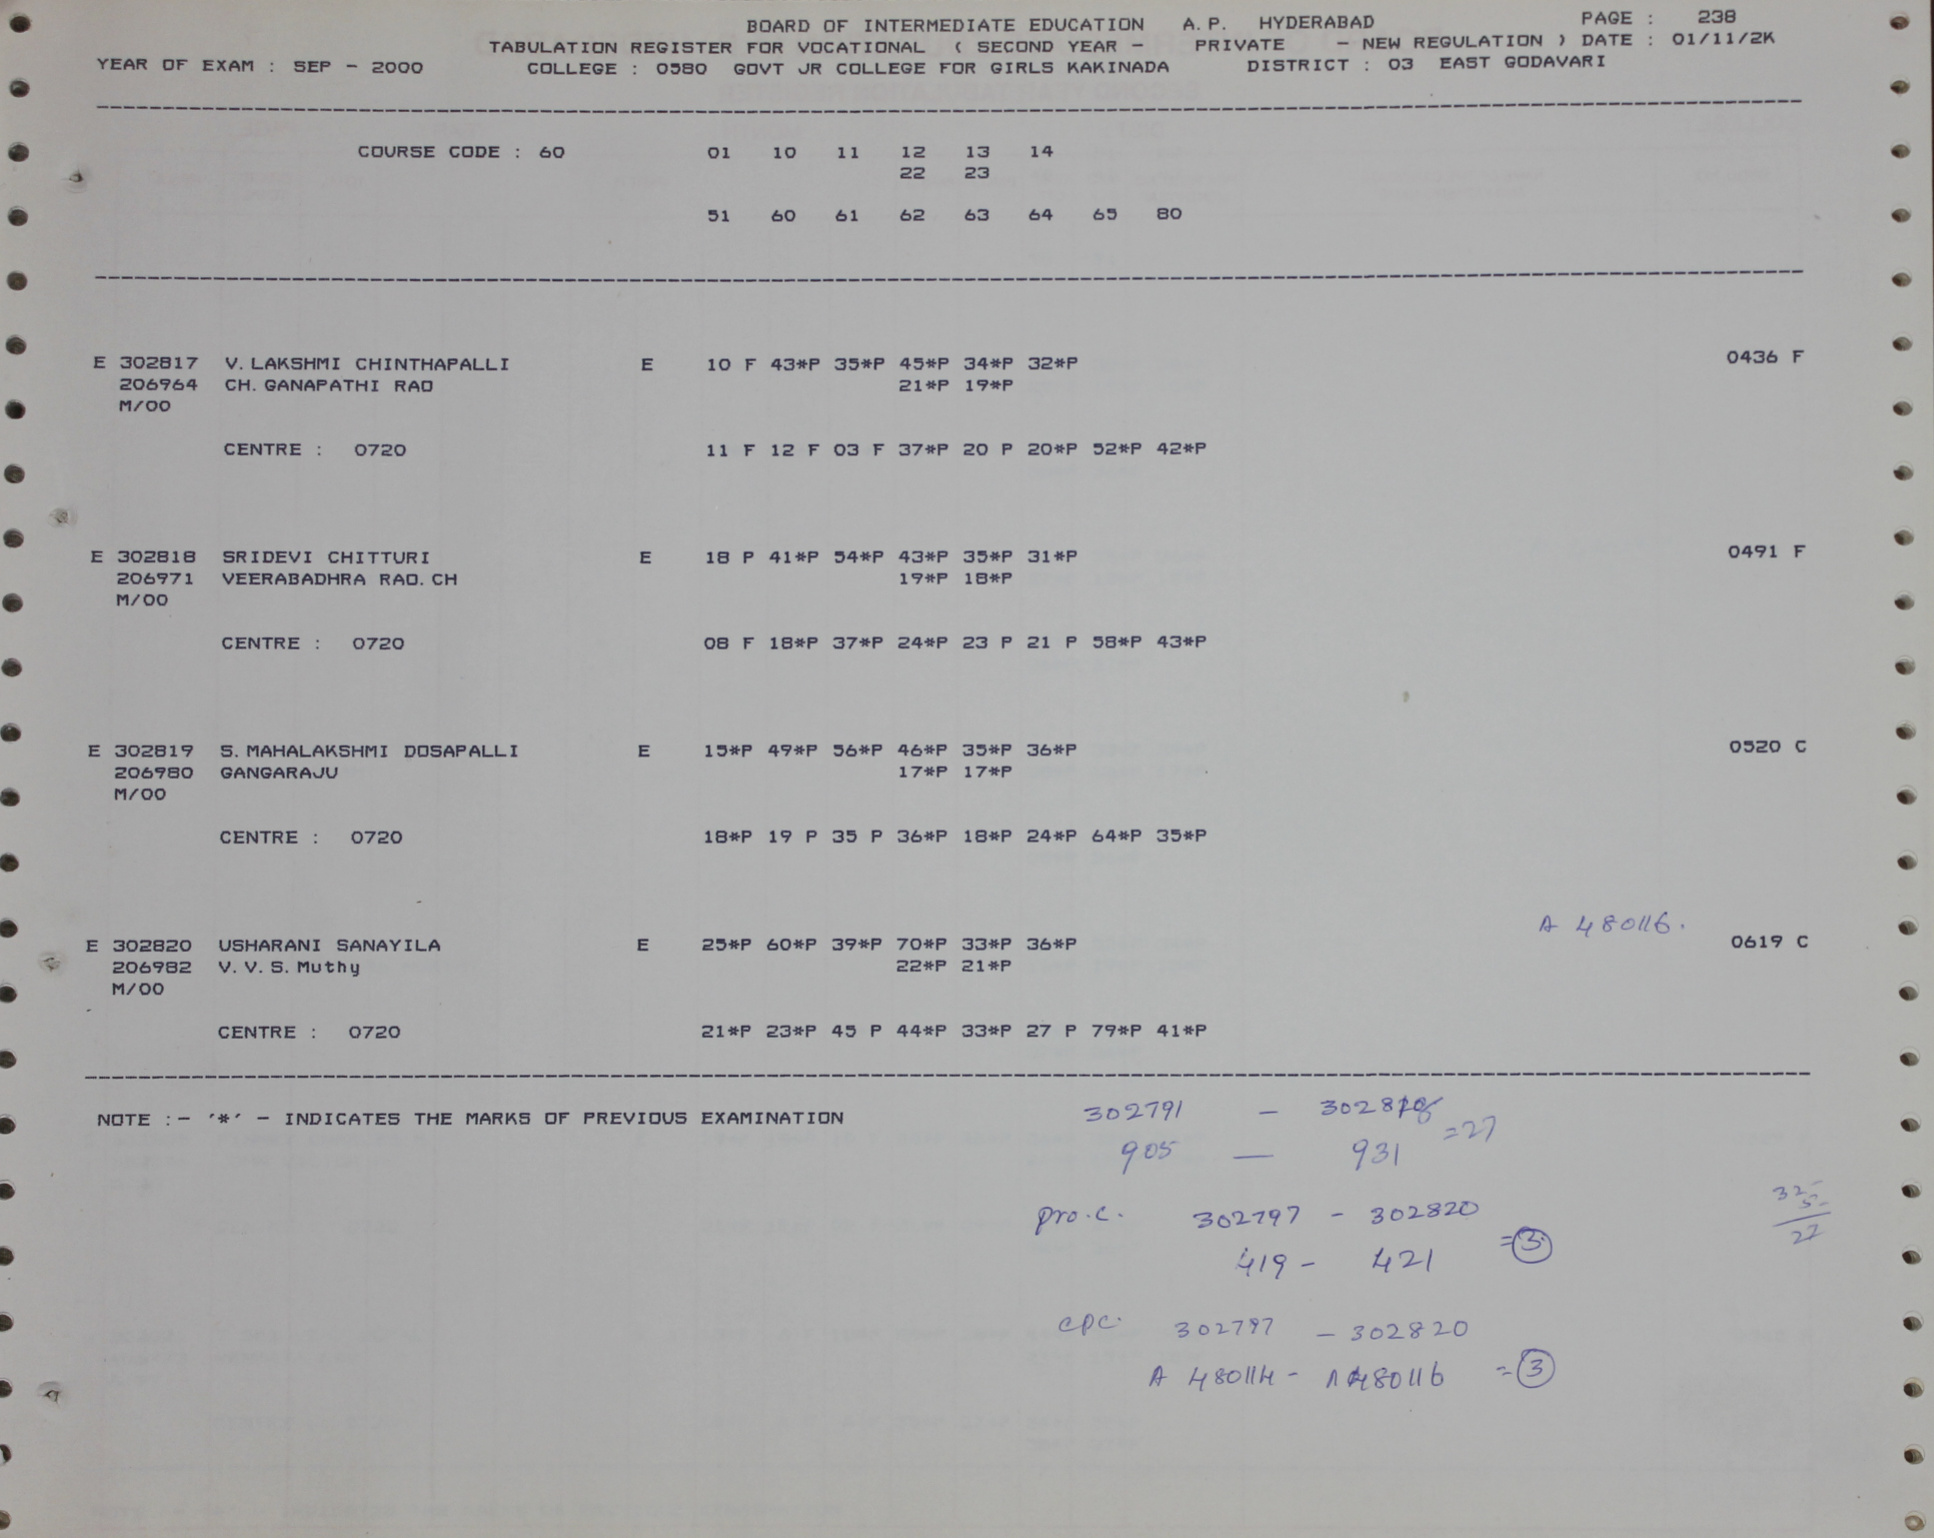 BOARD OF INTERMEDIATE EDUCATION A.P. HYDERABAD PAGE : 238
TABULATION REGISTER FOR VOCATIONAL ( SECOND YEAR - PRIVATE - NEW REGULATION ) DATE : 01/11/2K
YEAR OF EXAM : SEP - 2000 COLLEGE : 0580 GOVT JR COLLEGE FOR GIRLS KAKINADA DISTRICT : 03 EAST GODAVARI
COURSE CODE : 60 01 10 11 12 13 14
22 23
51 60 61 62 63 64 65 80
E 302817 V. LAKSHMI CHINTHAPALLI E 10 F 43*P 35*P 45*P 34*P 32*P 0436 F
206964 CH. GANAPATHI RAO 21*P 19*P
M/00
CENTRE : 0720 11 F 12 F 03 F 37*P 20 P 20*P 52*P 42*P
E 302818 SRIDEVI CHITTURI E 18 P 41*P 54*P 43*P 35*P 31*P 0491 F
206971 VEERABADHRA RAO. CH 19*P 18*P
M/00
CENTRE : 0720 08 F 18*P 37*P 24*P 23 P 21 P 58*P 43*P
E 302819 S. MAHALAKSHMI DOSAPALLI E 15*P 49*P 56*P 46*P 35*P 36*P 0520 C
206980 GANGARAJU 17*P 17*P
M/00
CENTRE : 0720 18*P 19 P 35 P 36*P 18*P 24*P 64*P 35*P
A 480116.
E 302820 USHARANI SANAYILA E 25*P 60*P 39*P 70*P 33*P 36*P 0619 C
206982 V. V. S. Muthy 22*P 21*P
M/00
CENTRE : 0720 21*P 23*P 45 P 44*P 33*P 27 P 79*P 41*P
NOTE :- '*' - INDICATES THE MARKS OF PREVIOUS EXAMINATION
302791 -
905 — 931 =27
pro.c. 302797 - 302820
419 - 421 =3
32
5
27
cpc. 302797 - 302820
A 480114 - A480116 =3